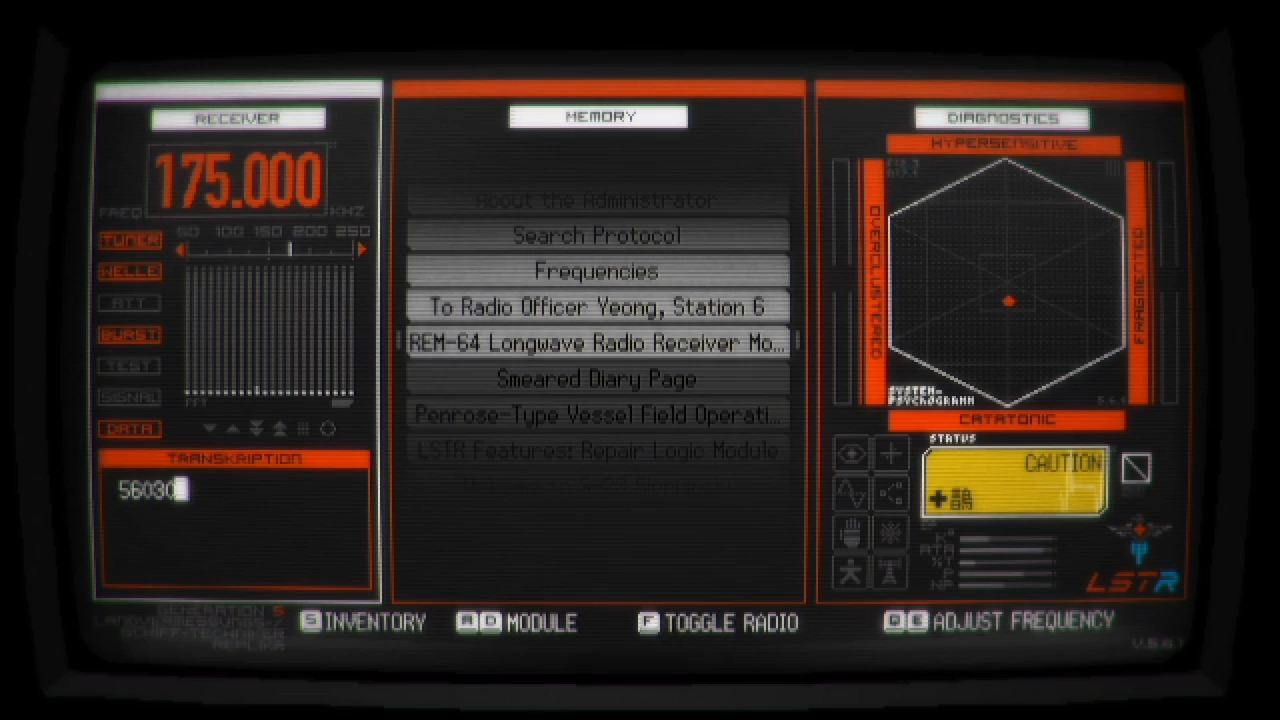 RECEIVER
175.000
FREQ
KHZ
50 100 150 200 250
TUNER
WELLE
ATT
BURST
TEST
SIGNAL
DATA
TRANSKRIPTION
56030
MEMORY
About the Administrator
Search Protocol
Frequencies
To Radio Officer Yeong, Station 6
REM-64 Longwave Radio Receiver Mo...
Smeared Diary Page
Penrose-Type Vessel Field Operati...
LSTR Features: Repair Logic Module
DIAGNOSTICS
HYPERSENSITIVE
OVERCLUSTERED
FRAGMENTED
SYSTEM-
PSYCHOGRAMM
CATATONIC
STATUS
CAUTION
LSTR
GENERATION 5
LANDVERMESSUNGS-/
SCHIFF-TECHNIKER
REPLIKA
S INVENTORY
A D MODULE
F TOGGLE RADIO
Q E ADJUST FREQUENCY